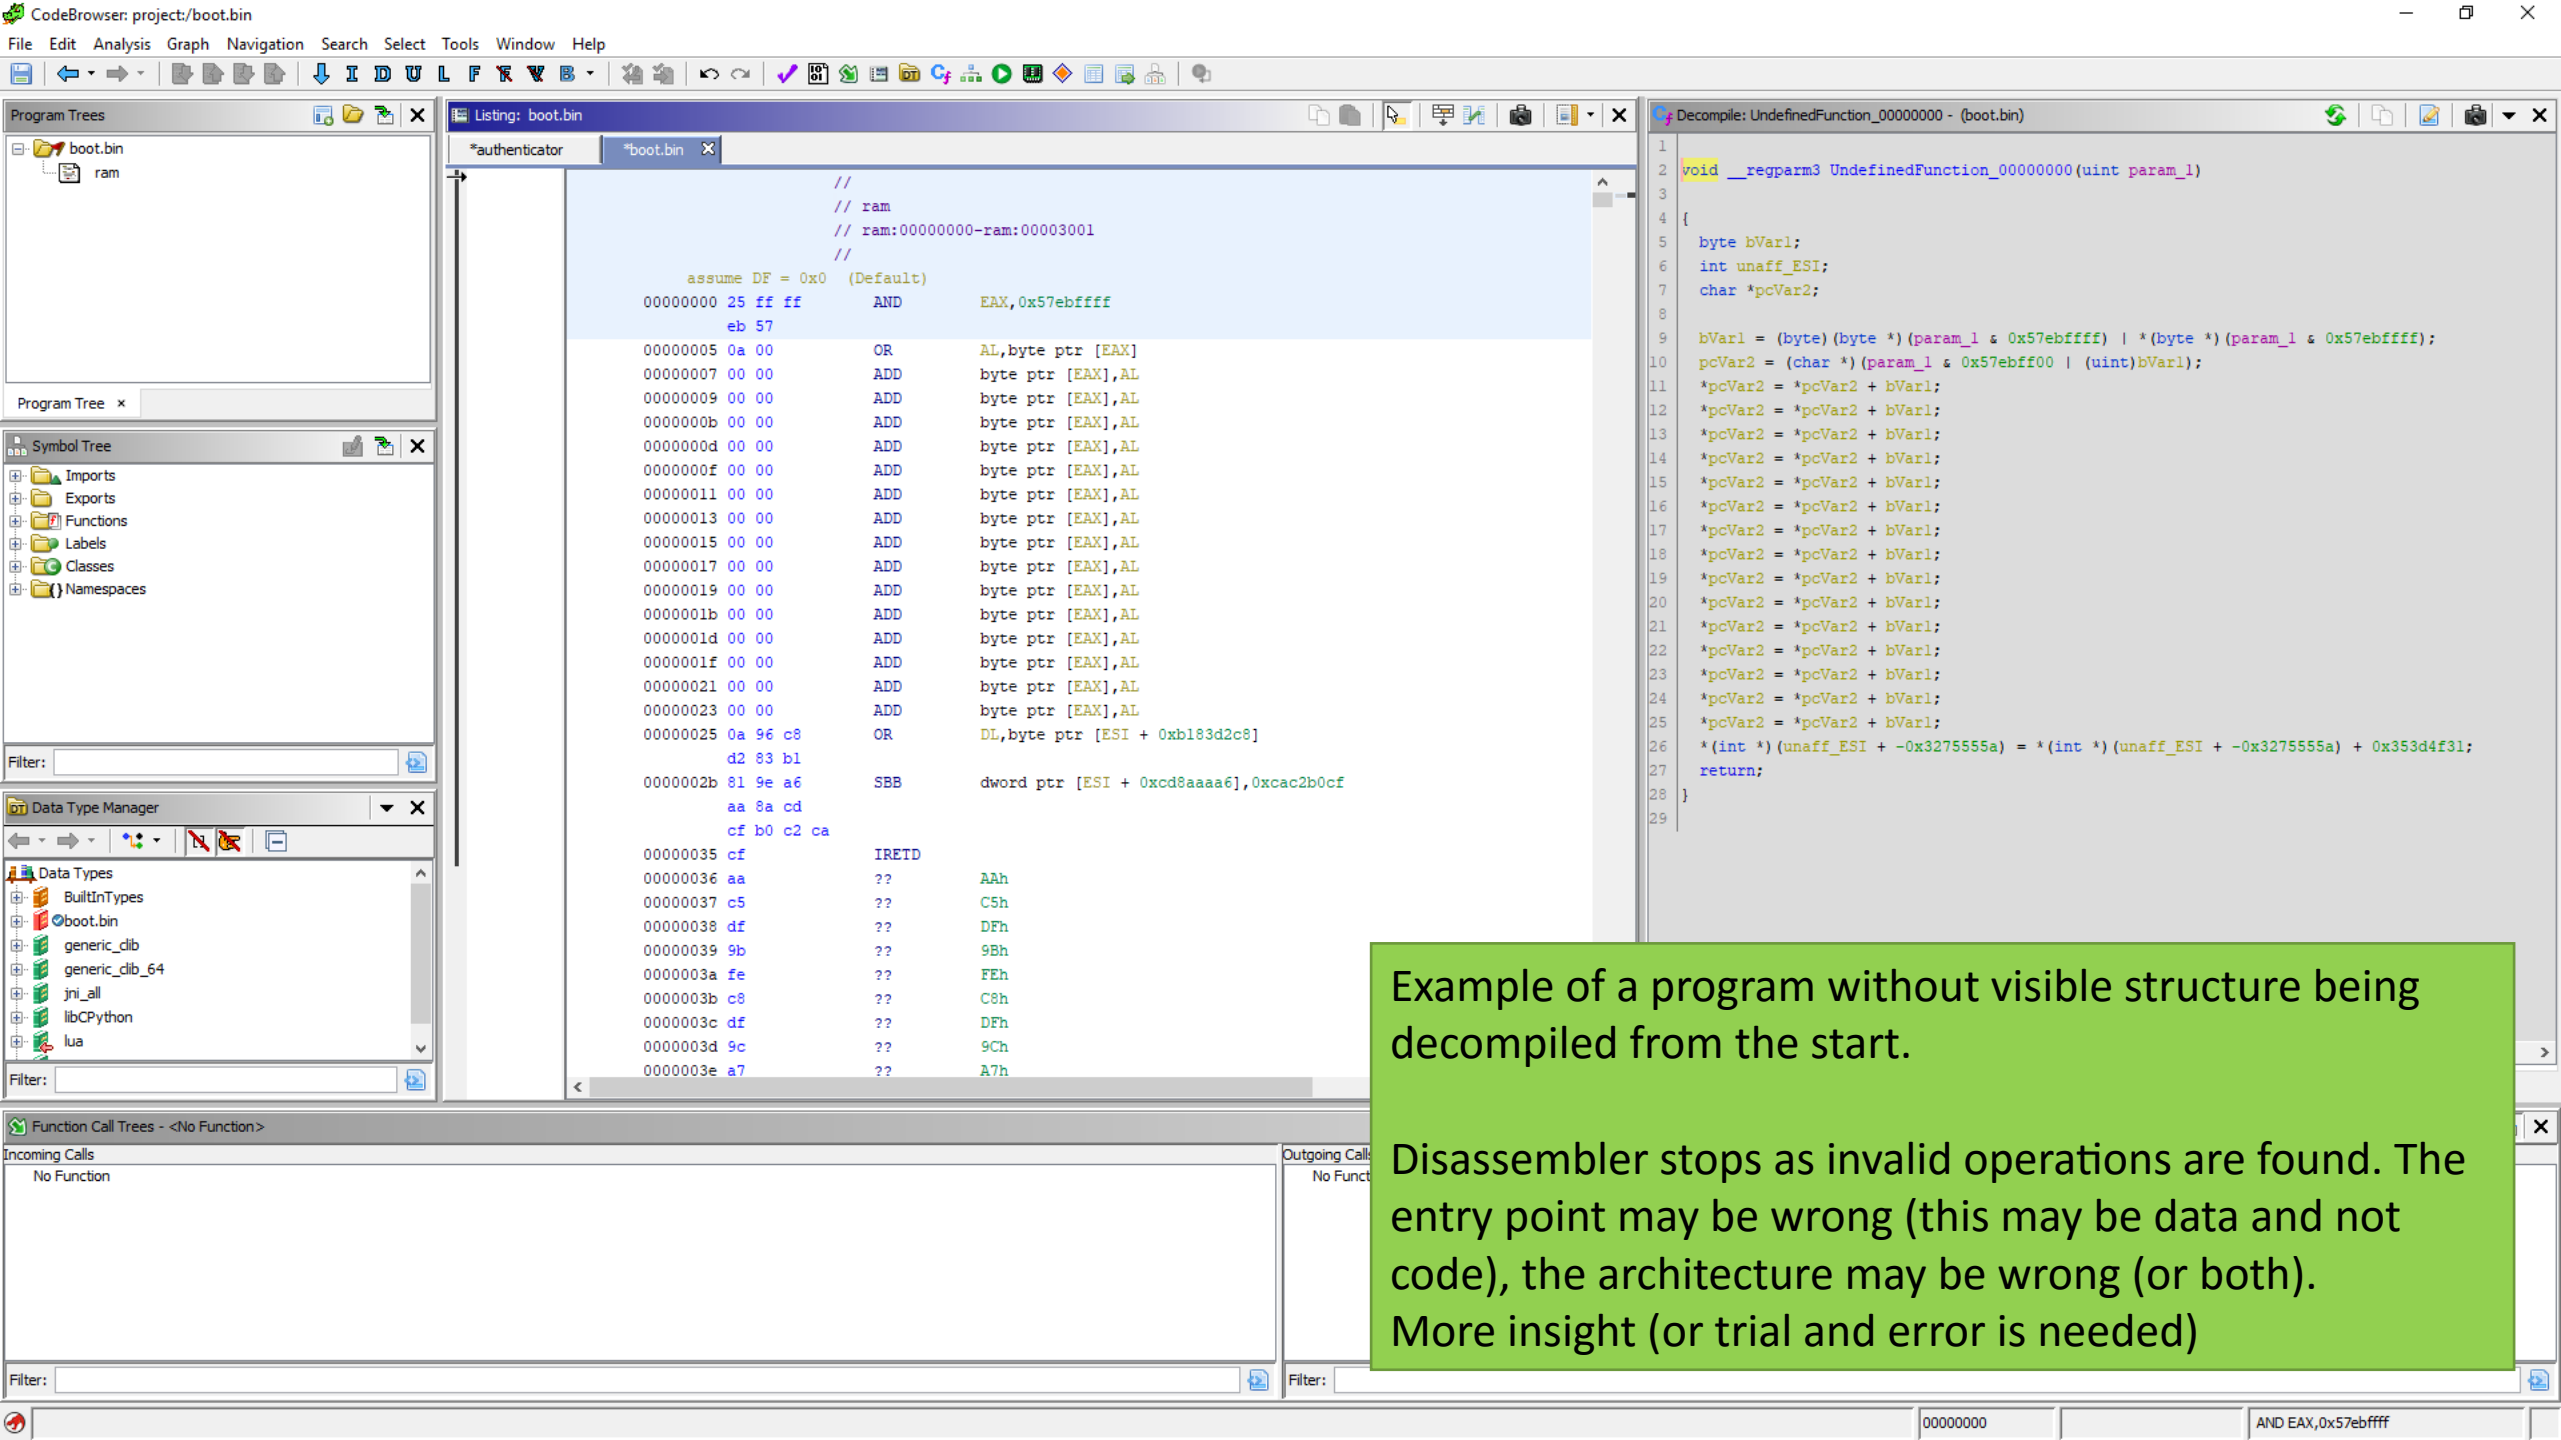 CodeBrowser: project:/boot.bin
File Edit Analysis Graph Navigation Search Select Tools Window Help
I D U L F R V B
Program Trees
boot.bin
ram
Program Tree ×
Symbol Tree
Imports
Exports
Functions
Labels
Classes
Namespaces
Filter:
Data Type Manager
Data Types
BuiltInTypes
boot.bin
generic_clib
generic_clib_64
jni_all
libCPython
lua
Filter:
Listing: boot.bin
*authenticator *boot.bin
//
// ram
// ram:00000000-ram:00003001
//
assume DF = 0x0 (Default)
00000000 25 ff ff AND EAX,0x57ebffff
eb 57
00000005 0a 00 OR AL,byte ptr [EAX]
00000007 00 00 ADD byte ptr [EAX],AL
00000009 00 00 ADD byte ptr [EAX],AL
0000000b 00 00 ADD byte ptr [EAX],AL
0000000d 00 00 ADD byte ptr [EAX],AL
0000000f 00 00 ADD byte ptr [EAX],AL
00000011 00 00 ADD byte ptr [EAX],AL
00000013 00 00 ADD byte ptr [EAX],AL
00000015 00 00 ADD byte ptr [EAX],AL
00000017 00 00 ADD byte ptr [EAX],AL
00000019 00 00 ADD byte ptr [EAX],AL
0000001b 00 00 ADD byte ptr [EAX],AL
0000001d 00 00 ADD byte ptr [EAX],AL
0000001f 00 00 ADD byte ptr [EAX],AL
00000021 00 00 ADD byte ptr [EAX],AL
00000023 00 00 ADD byte ptr [EAX],AL
00000025 0a 96 c8 OR DL,byte ptr [ESI + 0xb183d2c8]
d2 83 b1
0000002b 81 9e a6 SBB dword ptr [ESI + 0xcd8aaaa6],0xcac2b0cf
aa 8a cd
cf b0 c2 ca
00000035 cf IRETD
00000036 aa ?? AAh
00000037 c5 ?? C5h
00000038 df ?? DFh
00000039 9b ?? 9Bh
0000003a fe ?? FEh
0000003b c8 ?? C8h
0000003c df ?? DFh
0000003d 9c ?? 9Ch
0000003e a7 ?? A7h
Decompile: UndefinedFunction_00000000 - (boot.bin)
1
2 void __regparm3 UndefinedFunction_00000000(uint param_1)
3
4 {
5 byte bVar1;
6 int unaff_ESI;
7 char *pcVar2;
8
9 bVar1 = (byte)(byte *)(param_1 & 0x57ebffff) | *(byte *)(param_1 & 0x57ebffff);
10 pcVar2 = (char *)(param_1 & 0x57ebff00 | (uint)bVar1);
11 *pcVar2 = *pcVar2 + bVar1;
12 *pcVar2 = *pcVar2 + bVar1;
13 *pcVar2 = *pcVar2 + bVar1;
14 *pcVar2 = *pcVar2 + bVar1;
15 *pcVar2 = *pcVar2 + bVar1;
16 *pcVar2 = *pcVar2 + bVar1;
17 *pcVar2 = *pcVar2 + bVar1;
18 *pcVar2 = *pcVar2 + bVar1;
19 *pcVar2 = *pcVar2 + bVar1;
20 *pcVar2 = *pcVar2 + bVar1;
21 *pcVar2 = *pcVar2 + bVar1;
22 *pcVar2 = *pcVar2 + bVar1;
23 *pcVar2 = *pcVar2 + bVar1;
24 *pcVar2 = *pcVar2 + bVar1;
25 *pcVar2 = *pcVar2 + bVar1;
26 *(int *)(unaff_ESI + -0x3275555a) = *(int *)(unaff_ESI + -0x3275555a) + 0x353d4f31;
27 return;
28 }
29
Example of a program without visible structure being
decompiled from the start.
Disassembler stops as invalid operations are found. The
entry point may be wrong (this may be data and not
code), the architecture may be wrong (or both).
More insight (or trial and error is needed)
Function Call Trees - <No Function>
Incoming Calls
No Function
Filter:
Outgoing Call
No Funct
Filter:
00000000 AND EAX,0x57ebffff